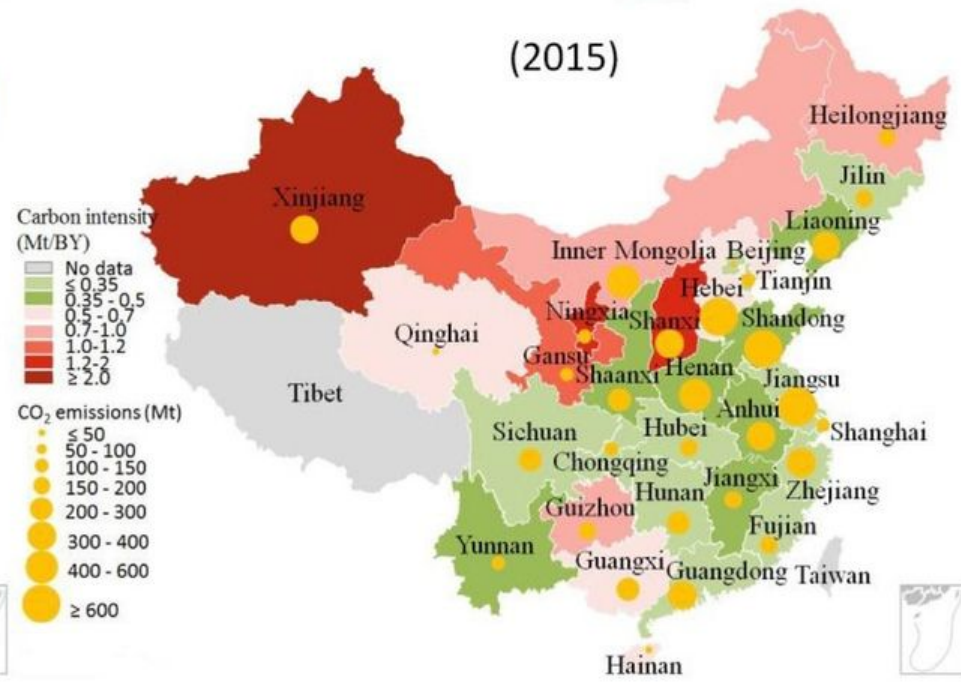 (2015)
Heilongjiang
Jilin
Xinjiang
Liaoning
Carbon intensity
(Mt/BY)
No data
≤ 0.35
0.35 - 0.5
0.5 - 0.7
0.7-1.0
1.0-1.2
1.2-2
≥ 2.0
Inner Mongolia
Beijing
Tianjin
Hebei
Ningxia
Shanxi
Shandong
Qinghai
Gansu
Shaanxi
Henan
Jiangsu
Tibet
Anhui
CO₂ emissions (Mt)
≤ 50
50 - 100
100 - 150
150 - 200
200 - 300
300 - 400
400 - 600
≥ 600
Sichuan
Hubei
Shanghai
Chongqing
Jiangxi
Hunan
Zhejiang
Guizhou
Fujian
Yunnan
Guangxi
Guangdong
Taiwan
Hainan